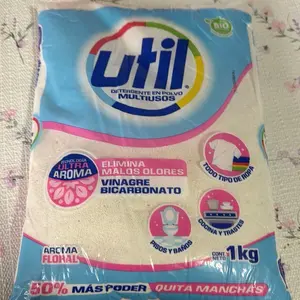 BIO
util
DETERGENTE EN POLVO
MULTIUSOS
ULTRA
AROMA
ELIMINA
MALOS OLORES
VINAGRE
BICARBONATO
TODO TIPO DE ROPA
PISOS Y BAÑOS
COCINA Y TRASTES
AROMA
FLORAL
CONT.
1kg
50% MÁS PODER QUITA MANCHAS